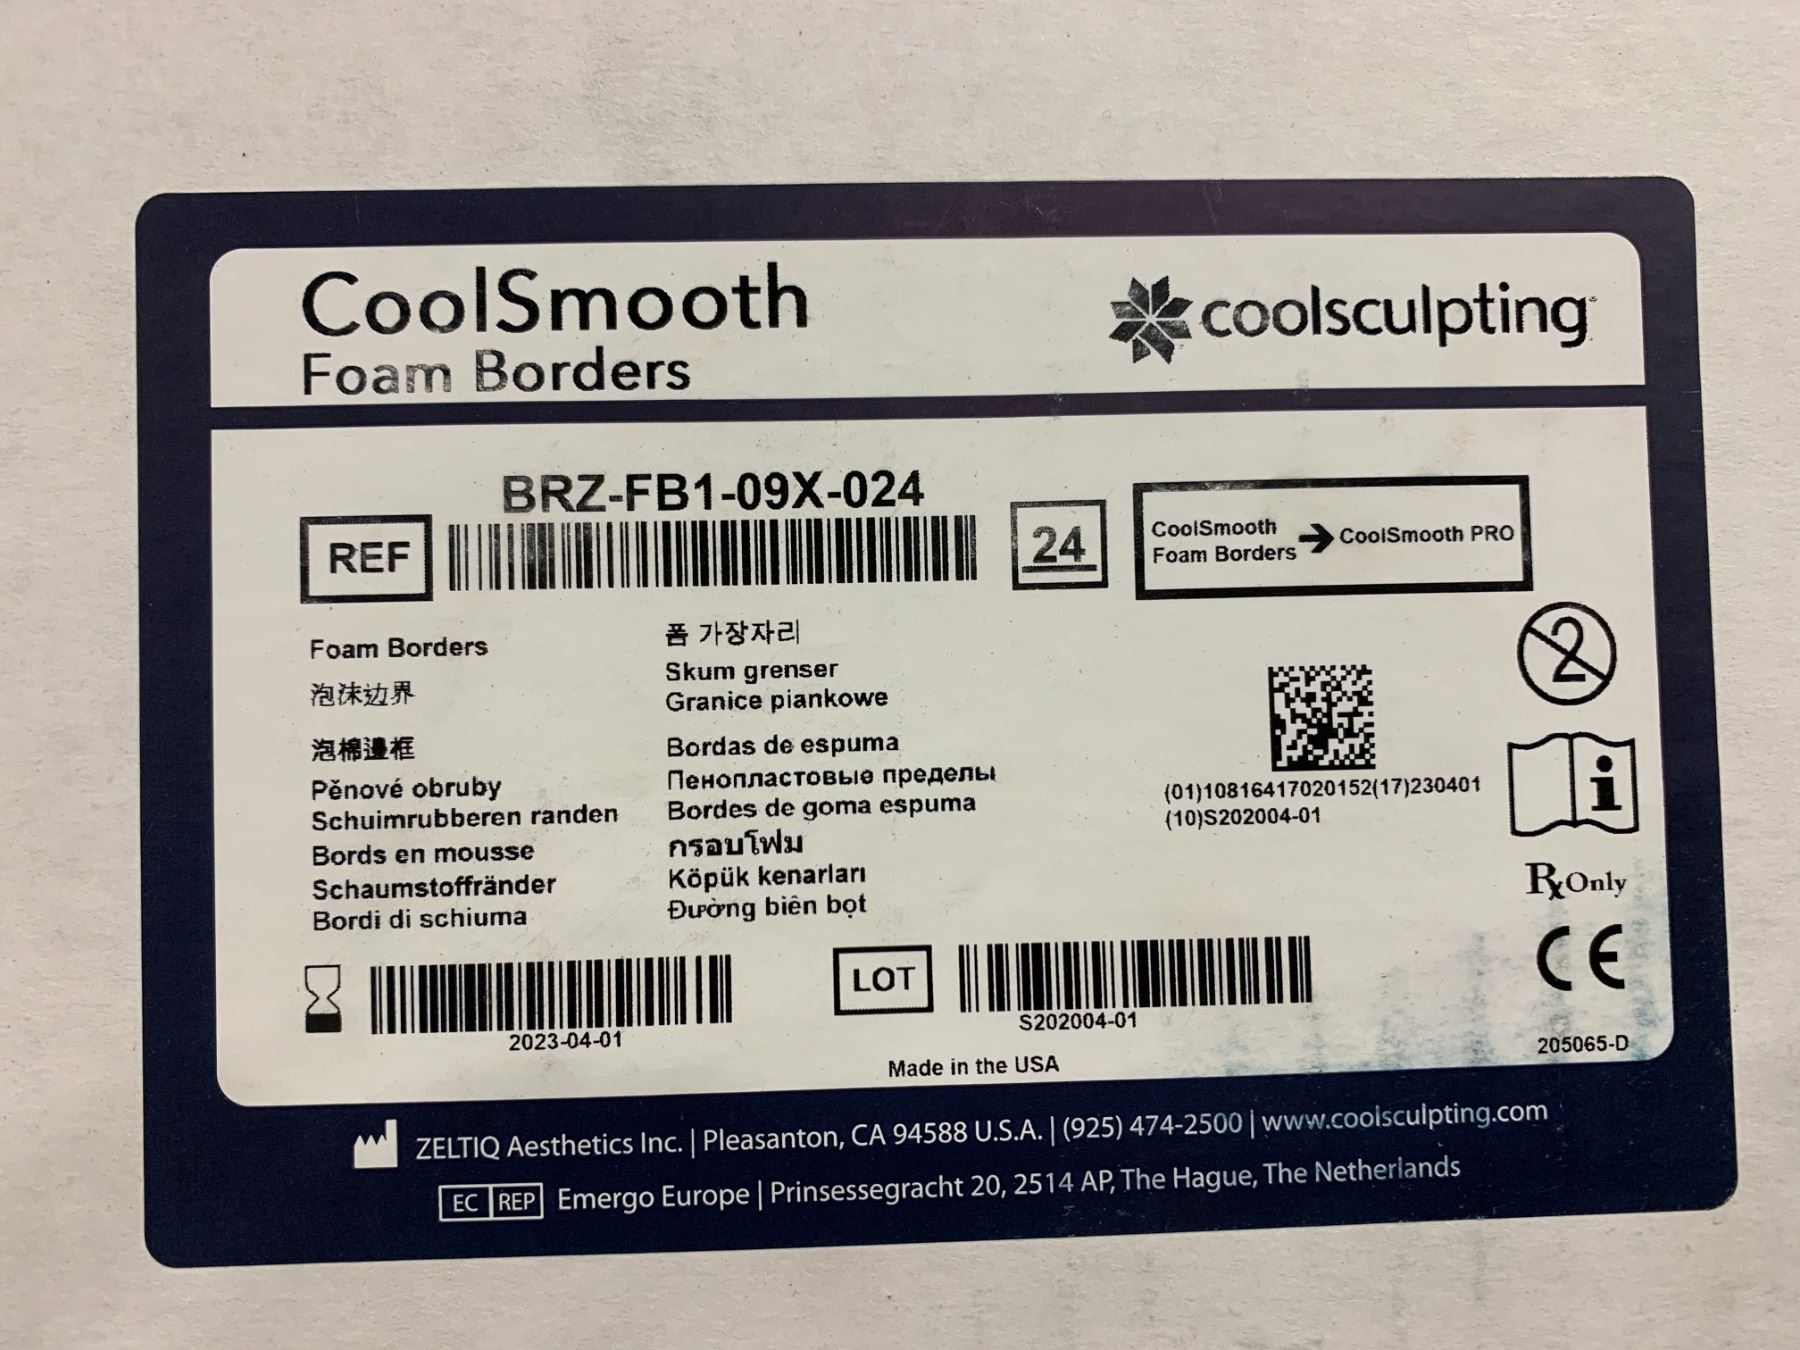 CoolSmooth
Foam Borders
coolsculpting
BRZ-FB1-09X-024
REF
24
CoolSmooth
Foam Borders → CoolSmooth PRO
Foam Borders
泡沫边界
泡棉邊框
Pěnové obruby
Schuimrubberen randen
Bords en mousse
Schaumstoffränder
Bordi di schiuma
폼 가장자리
Skum grenser
Granice piankowe
Bordas de espuma
Пенопластовые пределы
Bordes de goma espuma
กรอบโฟม
Köpük kenarları
Đường biên bọt
2
i
(01)10816417020152(17)230401
(10)S202004-01
Rx Only
CE
2023-04-01
LOT
S202004-01
205065-D
Made in the USA
ZELTIQ Aesthetics Inc. | Pleasanton, CA 94588 U.S.A. | (925) 474-2500 | www.coolsculpting.com
EC REP Emergo Europe | Prinsessegracht 20, 2514 AP, The Hague, The Netherlands